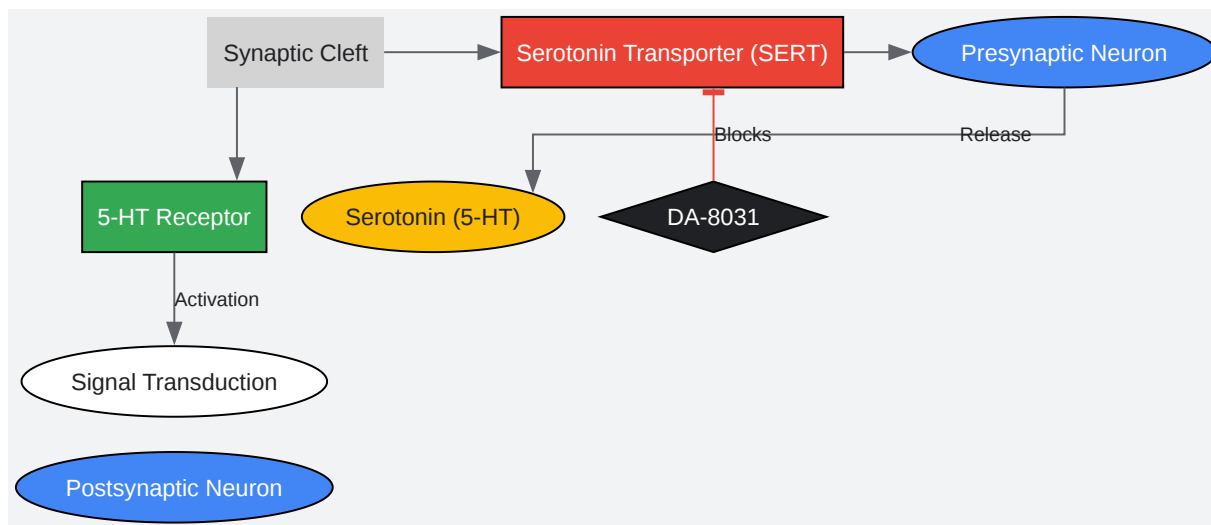 Synaptic Cleft
Serotonin Transporter (SERT)
Presynaptic Neuron
Blocks
Release
5-HT Receptor
Serotonin (5-HT)
DA-8031
Activation
Signal Transduction
Postsynaptic Neuron